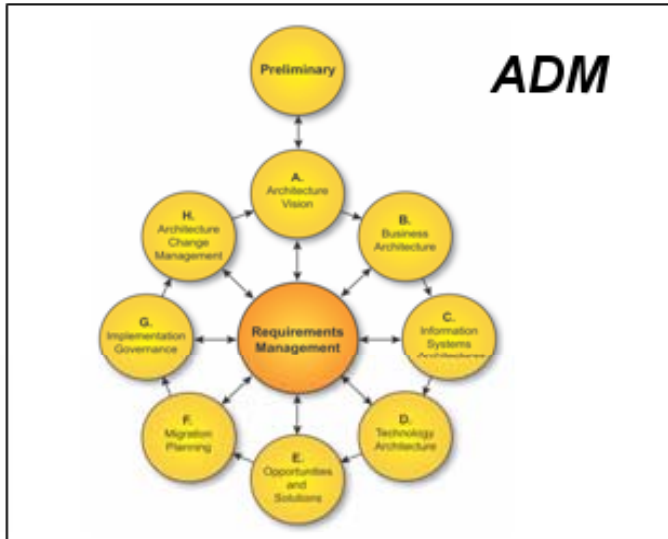 ADM
Preliminary
A.
Architecture
Vision
B.
Business
Architecture
C.
Information
Systems
D.
Technology
Architecture
E.
Opportunities
and
Solutions
F.
Migration
Planning
G.
Implementation
Governance
H.
Architecture
Change
Management
Requirements
Management